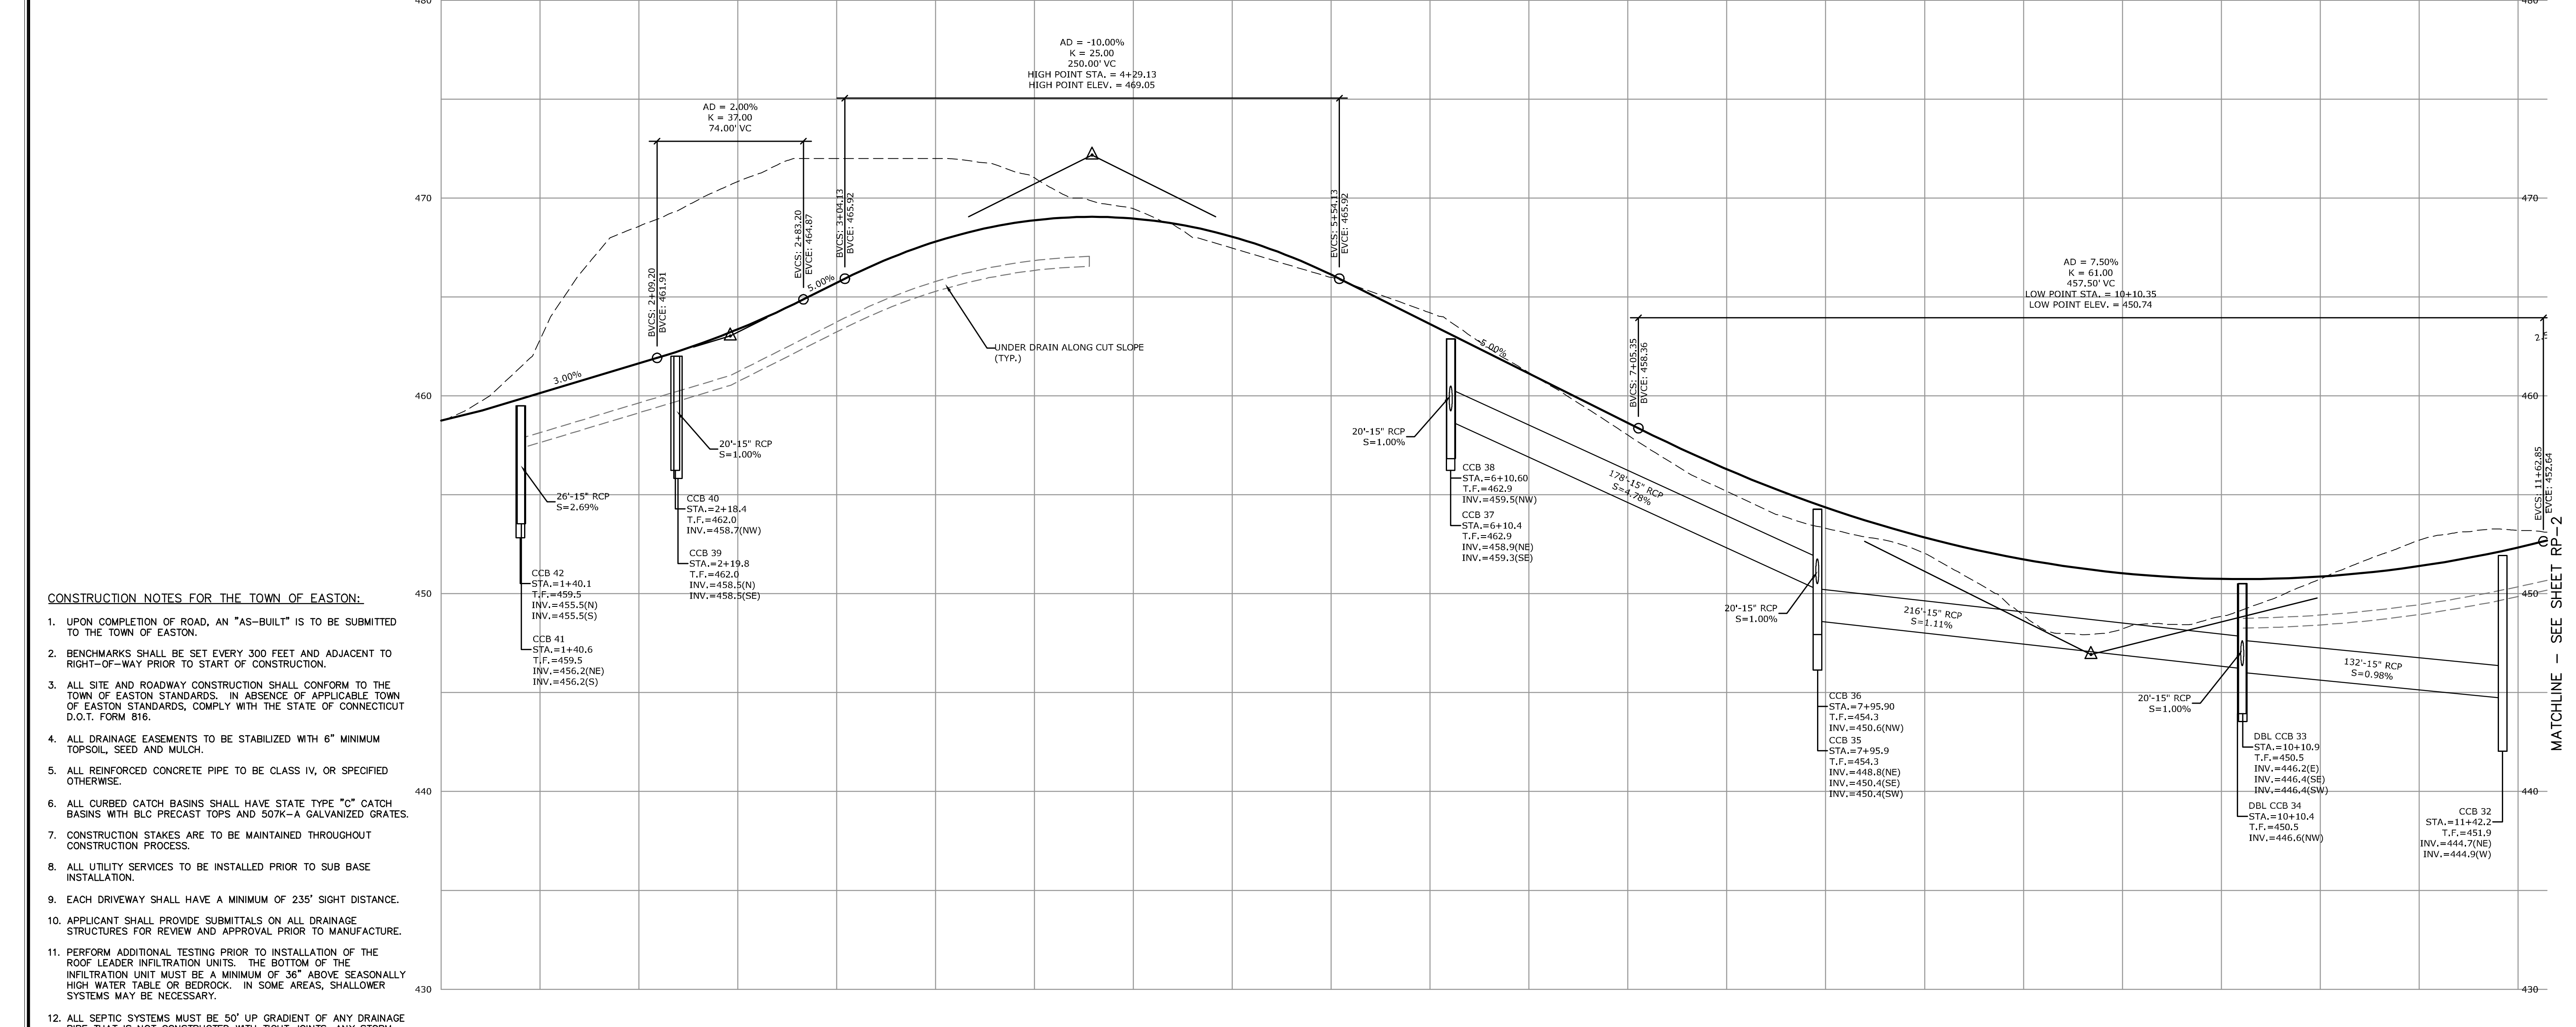 480
480
AD = -10.00%
K = 25.00
250.00' VC
HIGH POINT STA. = 4+29.13
HIGH POINT ELEV. = 469.05
AD = 2.00%
K = 37.00
74.00' VC
470
470
BVCS: 2+09.20
BVCE: 461.91
EVCS: 2+83.20
EVCE: 464.87
BVCS: 3+04.13
BVCE: 465.92
EVCS: 5+54.13
EVCE: 465.92
AD = 7.50%
K = 61.00
457.50' VC
LOW POINT STA. = 10+10.35
LOW POINT ELEV. = 450.74
3.00%
5.00%
UNDER DRAIN ALONG CUT SLOPE
(TYP.)
-5.00%
BVCS: 7+05.35
BVCE: 458.36
460
460
20'-15" RCP
S=1.00%
20'-15" RCP
S=1.00%
26'-15" RCP
S=2.69%
CCB 40
STA.=2+18.4
T.F.=462.0
INV.=458.7(NW)
CCB 39
STA.=2+19.8
T.F.=462.0
INV.=458.5(N)
INV.=458.5(SE)
CCB 42
STA.=1+40.1
T.F.=459.5
INV.=455.5(N)
INV.=455.5(S)
CCB 41
STA.=1+40.6
T.F.=459.5
INV.=456.2(NE)
INV.=456.2(S)
CCB 38
STA.=6+10.60
T.F.=462.9
INV.=459.5(NW)
CCB 37
STA.=6+10.4
T.F.=462.9
INV.=458.9(NE)
INV.=459.3(SE)
178'-15" RCP
S=4.78%
EVCS: 11+62.85
EVCE: 452.64
450
450
20'-15" RCP
S=1.00%
216'-15" RCP
S=1.11%
132'-15" RCP
S=0.98%
20'-15" RCP
S=1.00%
CCB 36
STA.=7+95.90
T.F.=454.3
INV.=450.6(NW)
CCB 35
STA.=7+95.9
T.F.=454.3
INV.=448.8(NE)
INV.=450.4(SE)
INV.=450.4(SW)
DBL CCB 33
STA.=10+10.9
T.F.=450.5
INV.=446.2(E)
INV.=446.4(SE)
INV.=446.4(SW)
DBL CCB 34
STA.=10+10.4
T.F.=450.5
INV.=446.6(NW)
CCB 32
STA.=11+42.2
T.F.=451.9
INV.=444.7(NE)
INV.=444.9(W)
440
440
430
430
MATCHLINE - SEE SHEET RP-2
CONSTRUCTION NOTES FOR THE TOWN OF EASTON:
1. UPON COMPLETION OF ROAD, AN "AS-BUILT" IS TO BE SUBMITTED
TO THE TOWN OF EASTON.
2. BENCHMARKS SHALL BE SET EVERY 300 FEET AND ADJACENT TO
RIGHT-OF-WAY PRIOR TO START OF CONSTRUCTION.
3. ALL SITE AND ROADWAY CONSTRUCTION SHALL CONFORM TO THE
TOWN OF EASTON STANDARDS. IN ABSENCE OF APPLICABLE TOWN
OF EASTON STANDARDS, COMPLY WITH THE STATE OF CONNECTICUT
D.O.T. FORM 816.
4. ALL DRAINAGE EASEMENTS TO BE STABILIZED WITH 6" MINIMUM
TOPSOIL, SEED AND MULCH.
5. ALL REINFORCED CONCRETE PIPE TO BE CLASS IV, OR SPECIFIED
OTHERWISE.
6. ALL CURBED CATCH BASINS SHALL HAVE STATE TYPE "C" CATCH
BASINS WITH BLC PRECAST TOPS AND 507K-A GALVANIZED GRATES.
7. CONSTRUCTION STAKES ARE TO BE MAINTAINED THROUGHOUT
CONSTRUCTION PROCESS.
8. ALL UTILITY SERVICES TO BE INSTALLED PRIOR TO SUB BASE
INSTALLATION.
9. EACH DRIVEWAY SHALL HAVE A MINIMUM OF 235' SIGHT DISTANCE.
10. APPLICANT SHALL PROVIDE SUBMITTALS ON ALL DRAINAGE
STRUCTURES FOR REVIEW AND APPROVAL PRIOR TO MANUFACTURE.
11. PERFORM ADDITIONAL TESTING PRIOR TO INSTALLATION OF THE
ROOF LEADER INFILTRATION UNITS. THE BOTTOM OF THE
INFILTRATION UNIT MUST BE A MINIMUM OF 36" ABOVE SEASONALLY
HIGH WATER TABLE OR BEDROCK. IN SOME AREAS, SHALLOWER
SYSTEMS MAY BE NECESSARY.
12. ALL SEPTIC SYSTEMS MUST BE 50' UP GRADIENT OF ANY DRAINAGE